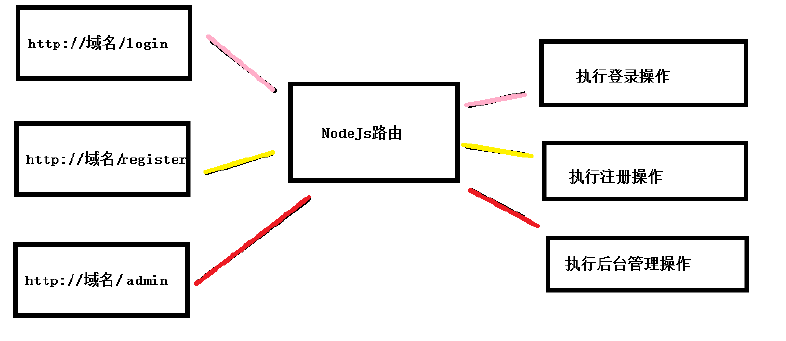 http://域名/login
执行登录操作
NodeJs路由
http://域名/register
执行注册操作
http://域名/admin
执行后台管理操作